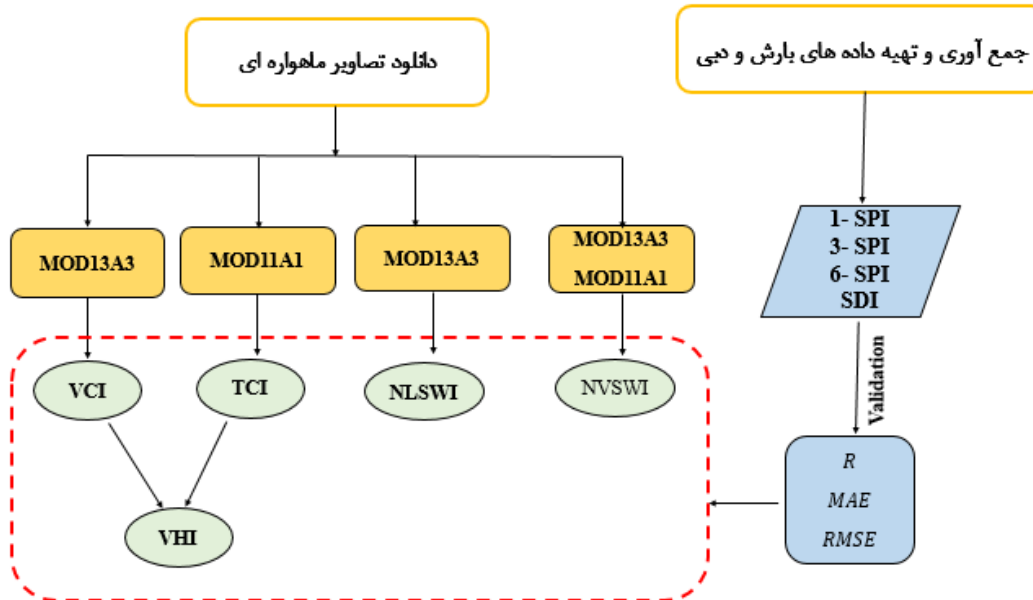 دانلود تصاویر ماهواره ای
جمع آوری و تهیه داده های بارش و دبی
MOD13A3
MOD11A1
MOD13A3
MOD13A3
MOD11A1
1- SPI
3- SPI
6- SPI
SDI
VCI
TCI
NLSWI
NVSWI
Validation
VHI
R
MAE
RMSE